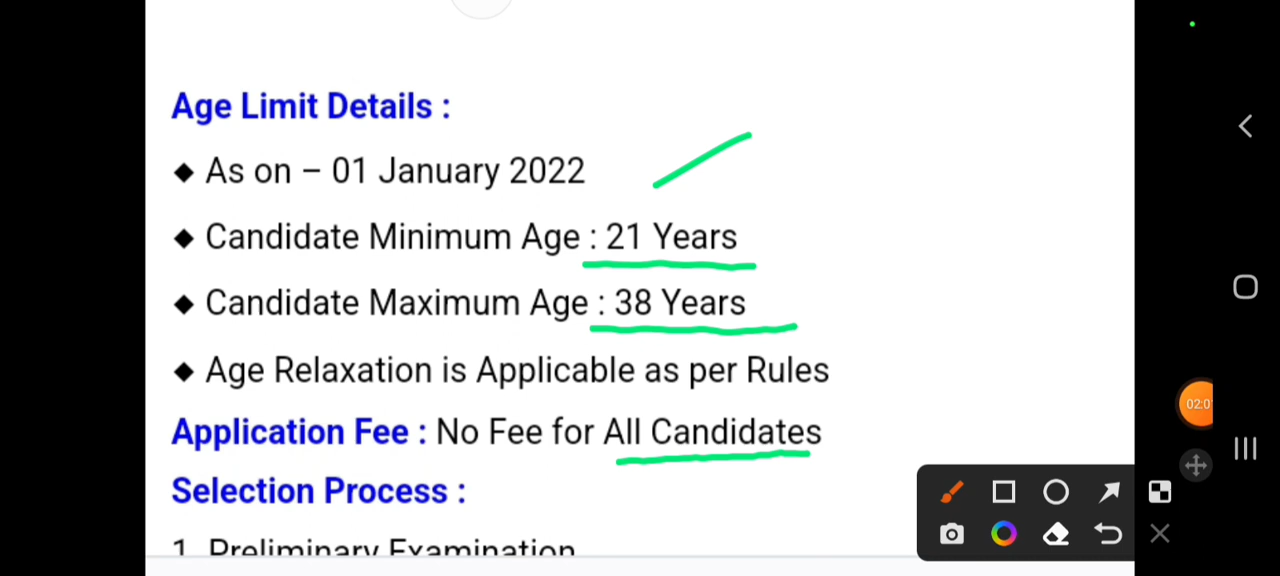 Age Limit Details :
◆ As on – 01 January 2022
◆ Candidate Minimum Age : 21 Years
◆ Candidate Maximum Age : 38 Years
◆ Age Relaxation is Applicable as per Rules
Application Fee : No Fee for All Candidates
Selection Process :
1. Preliminary Examination